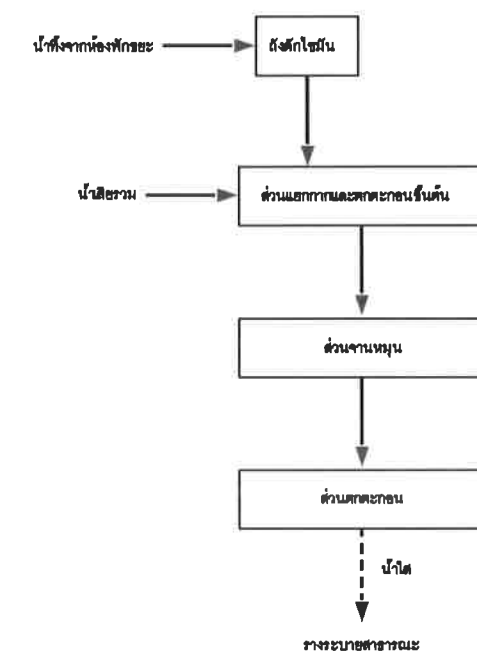 น้ำทิ้งจากห้องพักขยะ
ถังดักไขมัน
น้ำเสียรวม
ส่วนแยกกากและตกตะกอนขั้นต้น
ส่วนจานหมุน
ส่วนตกตะกอน
น้ำใส
รางระบายสาธารณะ